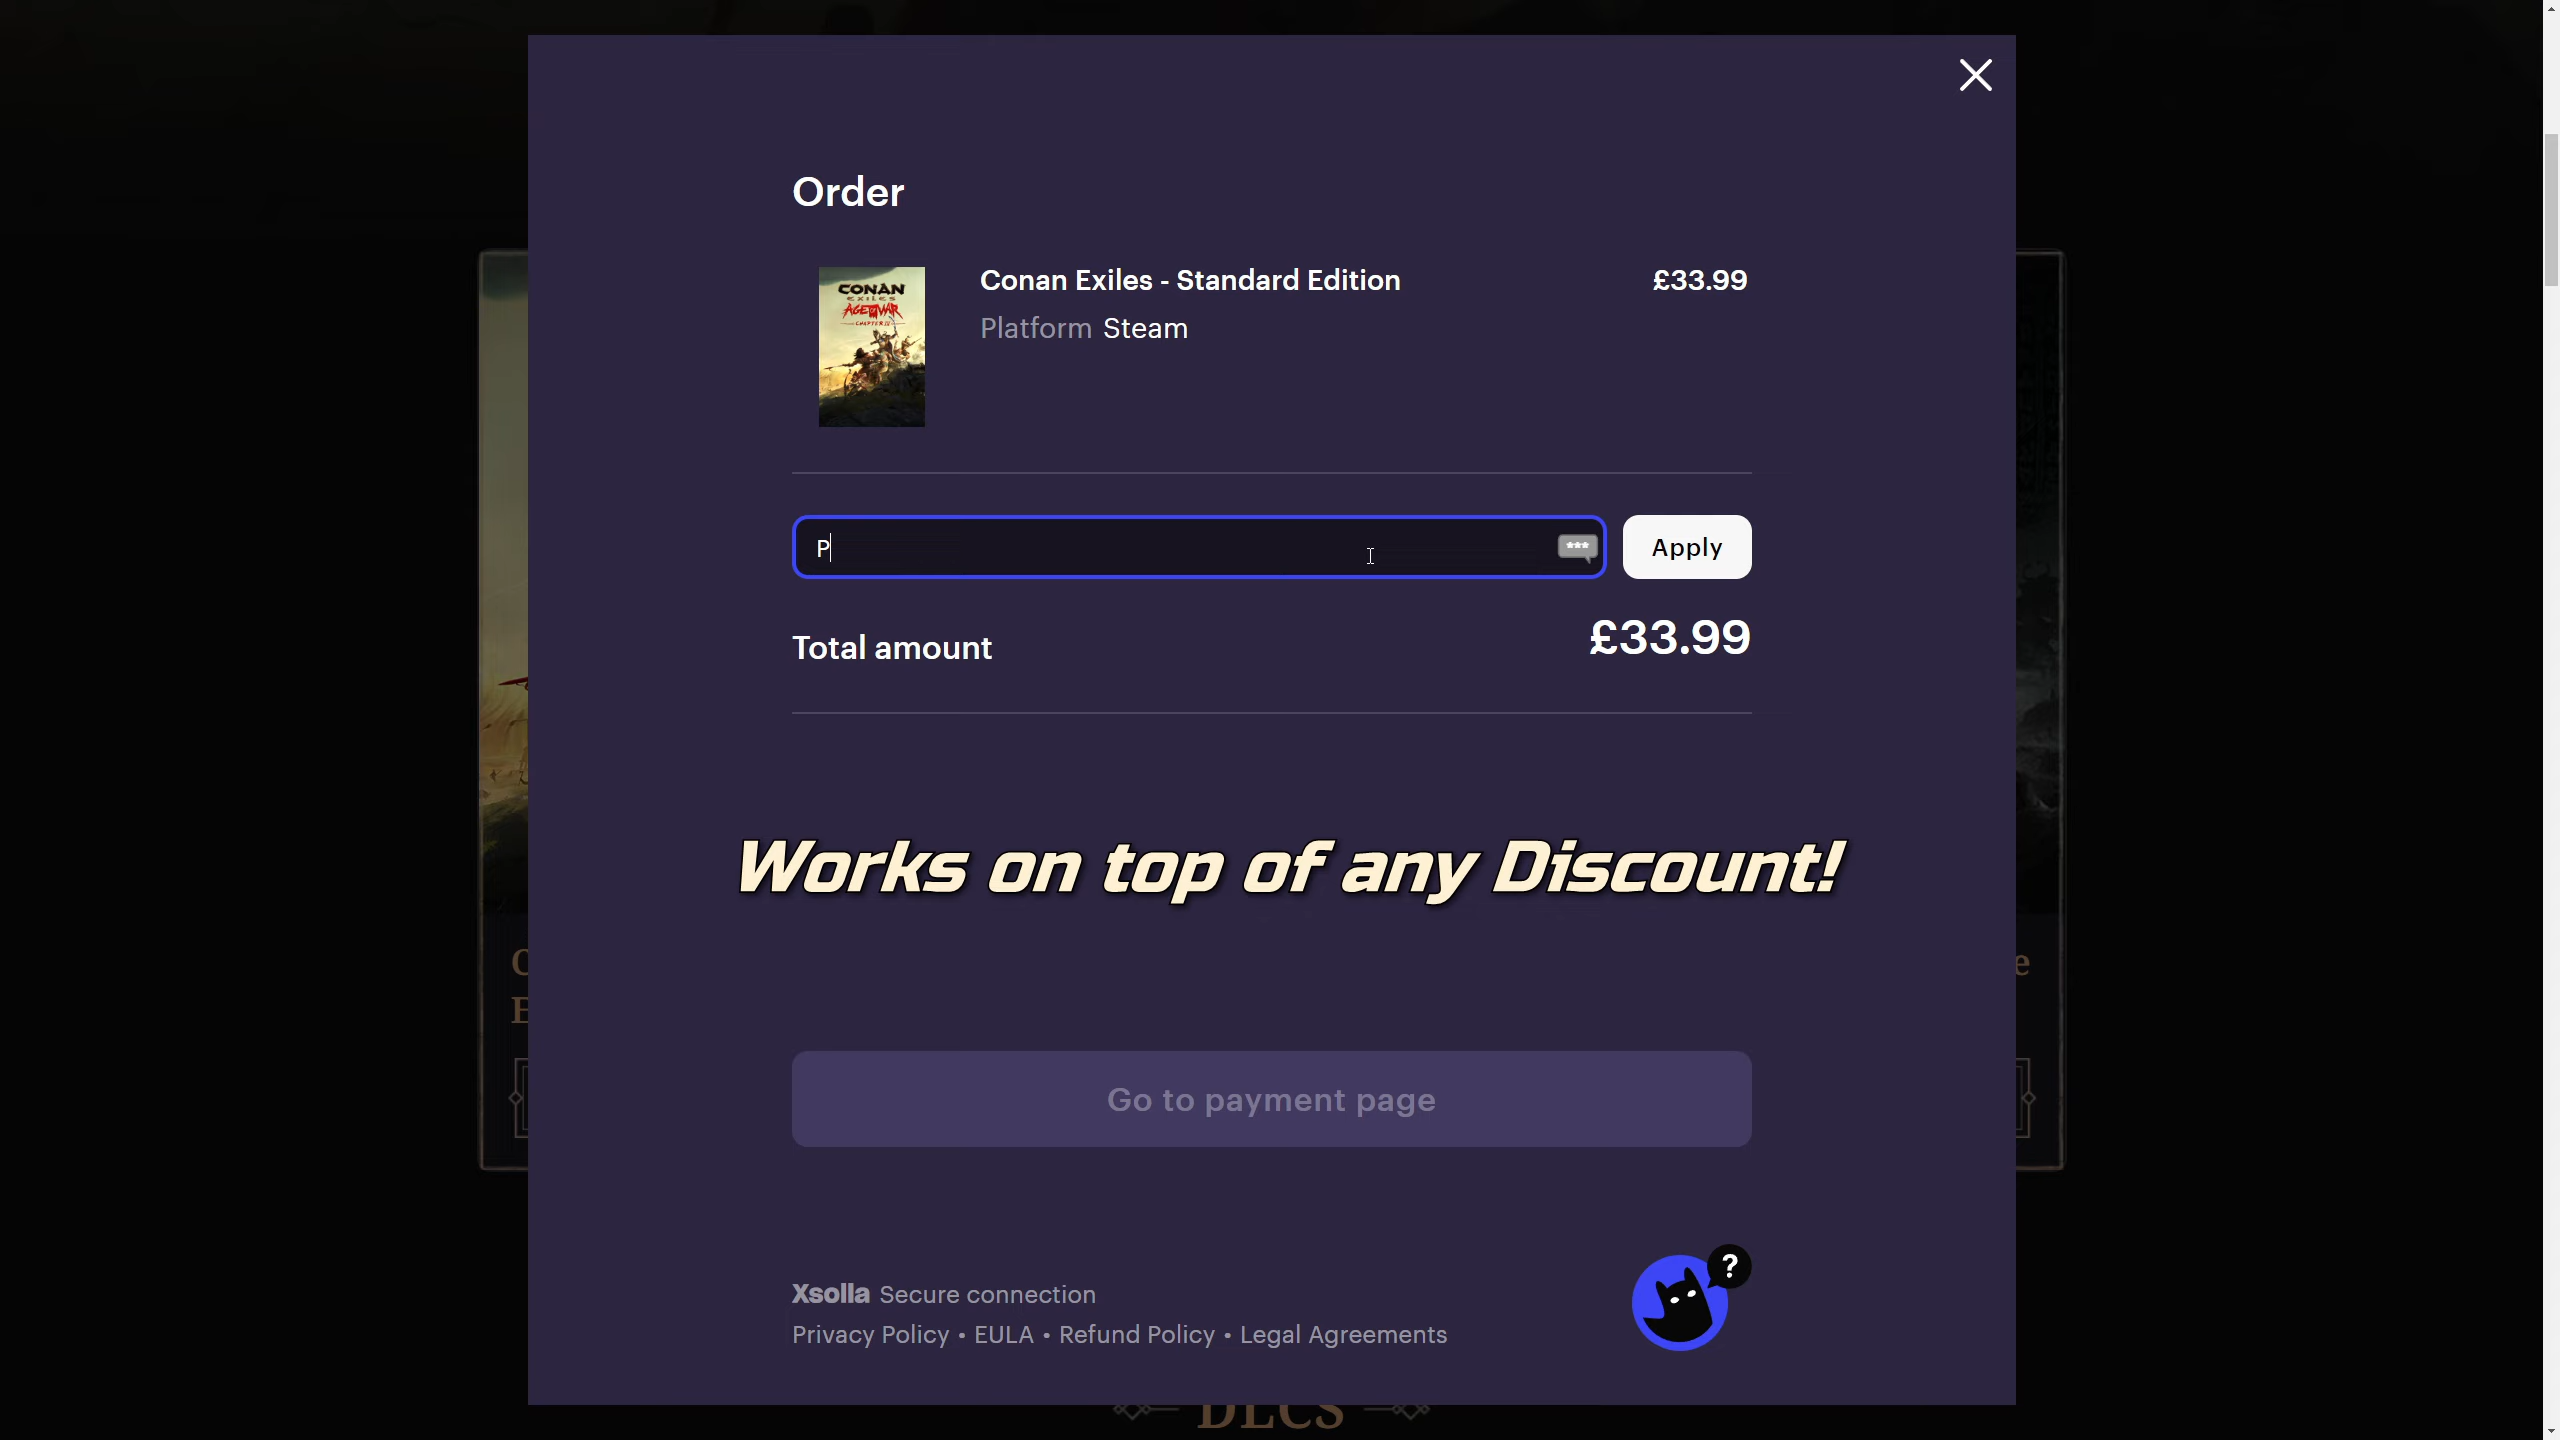 Order
CONAN
EXILES
AGE OF WAR
CHAPTER
Conan Exiles - Standard Edition
£33.99
Platform Steam
P
***
Apply
Total amount
£33.99
Works on top of any Discount!
Go to payment page
?
Xsolla Secure connection
Privacy Policy • EULA • Refund Policy • Legal Agreements
DLCS